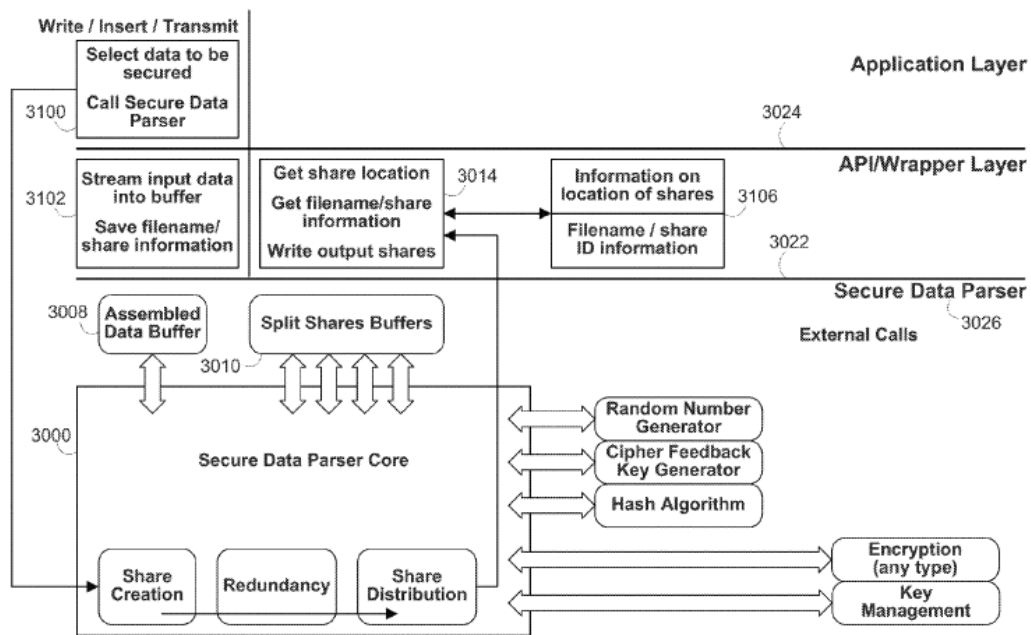 Write / Insert / Transmit
Select data to be
secured
Call Secure Data
Parser
3100
Application Layer
3024
API/Wrapper Layer
3102
Stream input data
into buffer
Save filename/
share information
Get share location
Get filename/share
information
Write output shares
3014
Information on
location of shares
Filename / share
ID information
3106
3022
Secure Data Parser
3026
External Calls
3008
Assembled
Data Buffer
Split Shares Buffers
3010
3000
Secure Data Parser Core
Random Number
Generator
Cipher Feedback
Key Generator
Hash Algorithm
Share
Creation
Redundancy
Share
Distribution
Encryption
(any type)
Key
Management